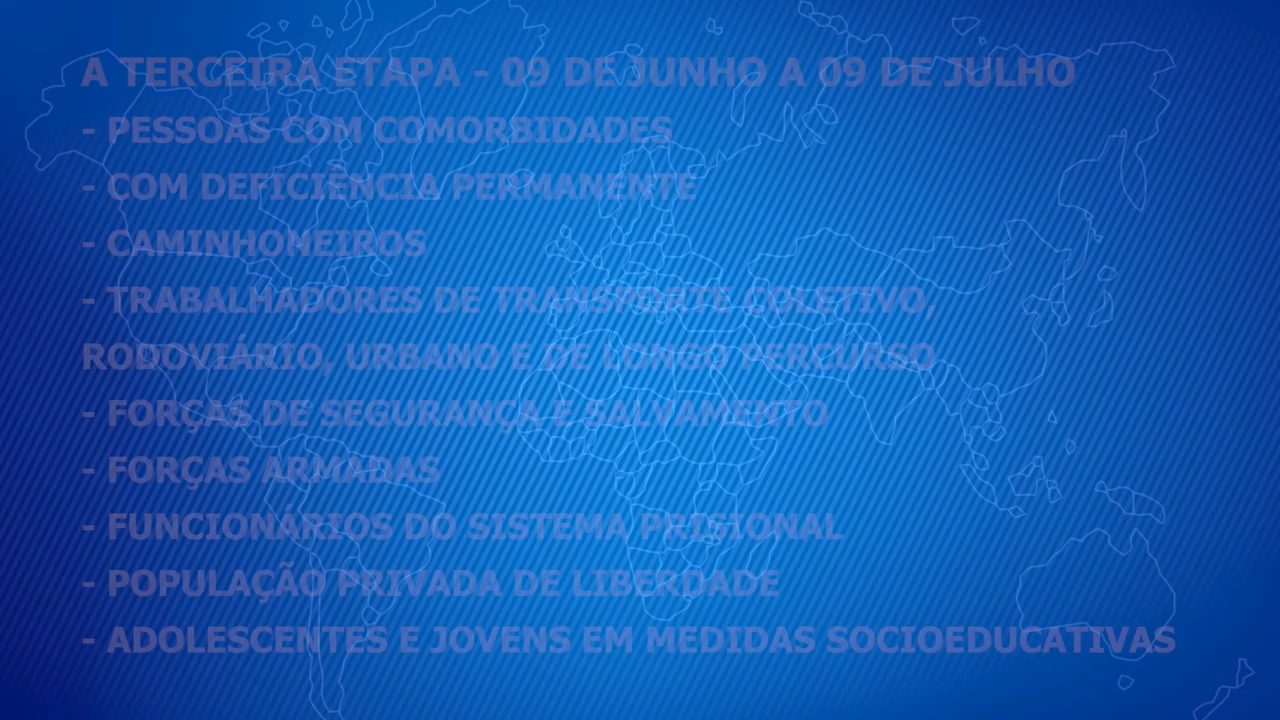 A TERCEIRA ETAPA - 09 DE JUNHO A 09 DE JULHO
- PESSOAS COM COMORBIDADES
- COM DEFICIÊNCIA PERMANENTE
- CAMINHONEIROS
- TRABALHADORES DE TRANSPORTE COLETIVO,
RODOVIÁRIO, URBANO E DE LONGO PERCURSO
- FORÇAS DE SEGURANÇA E SALVAMENTO
- FORÇAS ARMADAS
- FUNCIONÁRIOS DO SISTEMA PRISIONAL
- POPULAÇÃO PRIVADA DE LIBERDADE
- ADOLESCENTES E JOVENS EM MEDIDAS SOCIOEDUCATIVAS